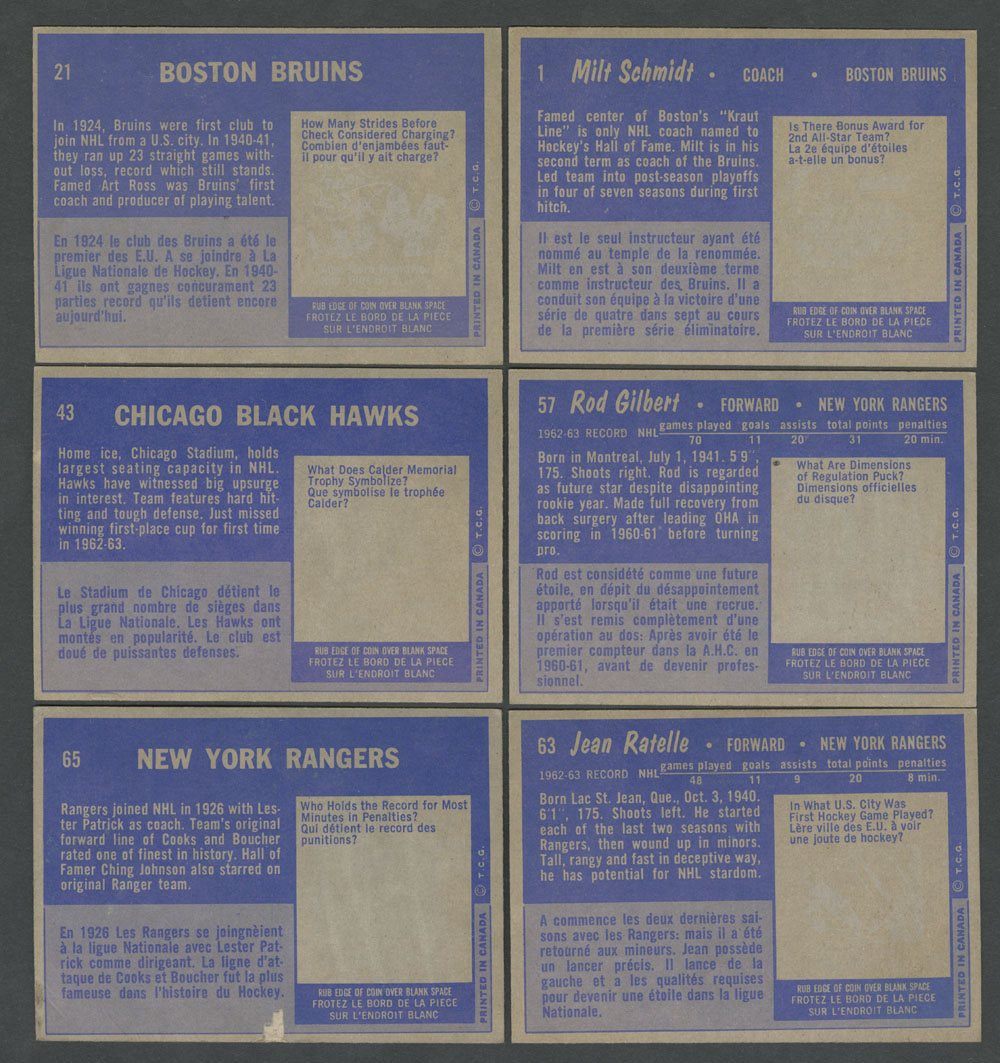 21 BOSTON BRUINS
In 1924, Bruins were first club to
join NHL from a U.S. city. In 1940-41,
they ran up 23 straight games with-
out loss, record which still stands.
Famed Art Ross was Bruins' first
coach and producer of playing talent.
En 1924 le club des Bruins a été le
premier des E.U. A se joindre à La
Ligue Nationale de Hockey. En 1940-
41 ils ont gagnes concurament 23
parties record qu'ils detient encore
aujourd'hui.
How Many Strides Before
Check Considered Charging?
Combien d'enjambées faut-
il pour qu'il y ait charge?
RUB EDGE OF COIN OVER BLANK SPACE
FROTEZ LE BORD DE LA PIECE
SUR L'ENDROIT BLANC
PRINTED IN CANADA © T.C.G.
1 Milt Schmidt • COACH • BOSTON BRUINS
Famed center of Boston's "Kraut
Line" is only NHL coach named to
Hockey's Hall of Fame. Milt is in his
second term as coach of the Bruins.
Led team into post-season playoffs
in four of seven seasons during first
hitch.
Il est le seul instructeur ayant été
nommé au temple de la renommée.
Milt en est à son deuxième terme
comme instructeur des Bruins. Il a
conduit son équipe à la victoire d'une
série de quatre dans sept au cours
de la première série éliminatoire.
Is There Bonus Award for
2nd All-Star Team?
La 2e équipe d'étoiles
a-t-elle un bonus?
RUB EDGE OF COIN OVER BLANK SPACE
FROTEZ LE BORD DE LA PIECE
SUR L'ENDROIT BLANC
PRINTED IN CANADA © T.C.G.
43 CHICAGO BLACK HAWKS
Home ice, Chicago Stadium, holds
largest seating capacity in NHL.
Hawks have witnessed big upsurge
in interest. Team features hard hit-
ting and tough defense. Just missed
winning first-place cup for first time
in 1962-63.
Le Stadium de Chicago détient le
plus grand nombre de sièges dans
La Ligue Nationale. Les Hawks ont
montés en popularité. Le club est
doué de puissantes defenses.
What Does Calder Memorial
Trophy Symbolize?
Que symbolise le trophée
Calder?
RUB EDGE OF COIN OVER BLANK SPACE
FROTEZ LE BORD DE LA PIECE
SUR L'ENDROIT BLANC
PRINTED IN CANADA © T.C.G.
57 Rod Gilbert • FORWARD • NEW YORK RANGERS
games played goals assists total points penalties
1962-63 RECORD NHL 70 11 20 31 20 min.
Born in Montreal, July 1, 1941. 5'9",
175. Shoots right. Rod is regarded
as future star despite disappointing
rookie year. Made full recovery from
back surgery after leading OHA in
scoring in 1960-61 before turning
pro.
Rod est considété comme une future
étoile, en dépit du désappointement
apporté lorsqu'il était une recrue.
Il s'est remis complètement d'une
opération au dos: Après avoir été le
premier compteur dans la A.H.C. en
1960-61, avant de devenir profes-
sionnel.
What Are Dimensions
of Regulation Puck?
Dimensions officielles
du disque?
RUB EDGE OF COIN OVER BLANK SPACE
FROTEZ LE BORD DE LA PIECE
SUR L'ENDROIT BLANC
PRINTED IN CANADA © T.C.G.
65 NEW YORK RANGERS
Rangers joined NHL in 1926 with Les-
ter Patrick as coach. Team's original
forward line of Cooks and Boucher
rated one of finest in history. Hall of
Famer Ching Johnson also starred on
original Ranger team.
En 1926 Les Rangers se joingnèient
à la ligue Nationale avec Lester Pat-
rick comme dirigeant. La ligne d'at-
taque de Cooks et Boucher fut la plus
fameuse dans l'histoire du Hockey.
Who Holds the Record for Most
Minutes in Penalties?
Qui détient le record des
punitions?
RUB EDGE OF COIN OVER BLANK SPACE
FROTEZ LE BORD DE LA PIECE
SUR L'ENDROIT BLANC
PRINTED IN CANADA © T.C.G.
63 Jean Ratelle • FORWARD • NEW YORK RANGERS
games played goals assists total points penalties
1962-63 RECORD NHL 48 11 9 20 8 min.
Born Lac St. Jean, Que., Oct. 3, 1940.
6'1", 175. Shoots left. He started
each of the last two seasons with
Rangers, then wound up in minors.
Tall, rangy and fast in deceptive way,
he has potential for NHL stardom.
A commence les deux dernières sai-
sons avec les Rangers: mais il a été
retourné aux mineurs. Jean possède
un lancer précis. Il lance de la
gauche et a les qualités requises
pour devenir une étoile dans la ligue
Nationale.
In What U.S. City Was
First Hockey Game Played?
Lère ville des E.U. à voir
une joute de hockey?
RUB EDGE OF COIN OVER BLANK SPACE
FROTEZ LE BORD DE LA PIECE
SUR L'ENDROIT BLANC
PRINTED IN CANADA © T.C.G.